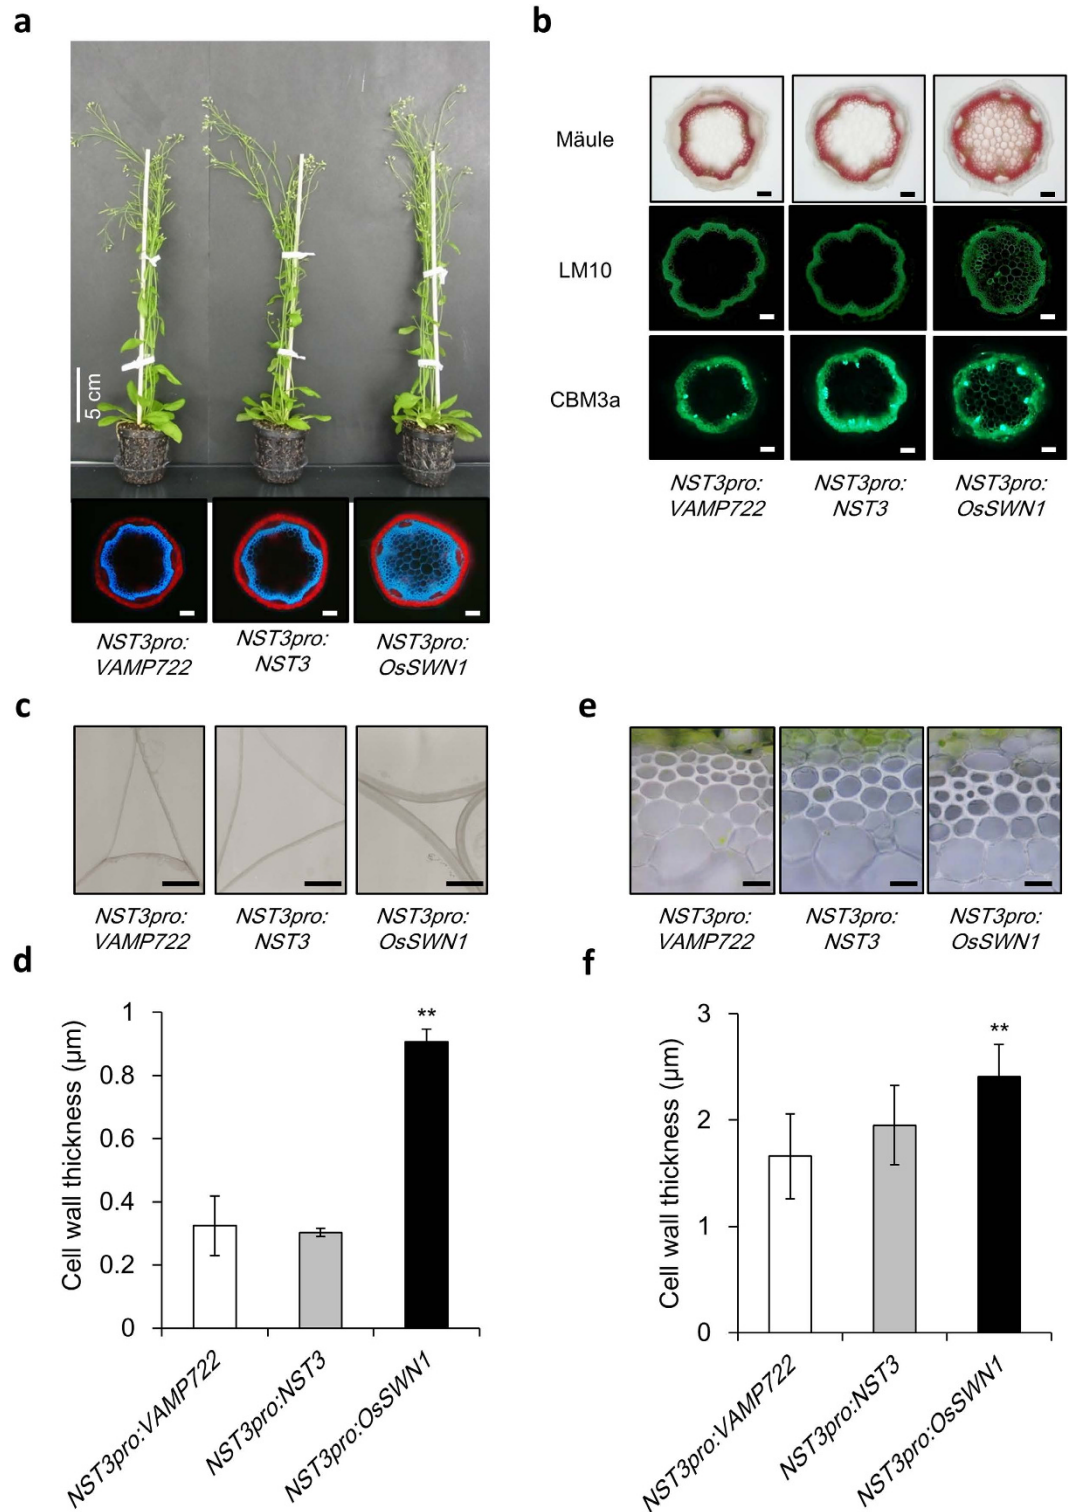 a
5 cm
NST3pro:
VAMP722
NST3pro:
NST3
NST3pro:
OsSWN1
b
Mäule
LM10
CBM3a
NST3pro:
VAMP722
NST3pro:
NST3
NST3pro:
OsSWN1
c
NST3pro:
VAMP722
NST3pro:
NST3
NST3pro:
OsSWN1
e
NST3pro:
VAMP722
NST3pro:
NST3
NST3pro:
OsSWN1
d
Cell wall thickness (μm)
1
0.8
0.6
0.4
0.2
0
**
NST3pro:VAMP722
NST3pro:NST3
NST3pro:OsSWN1
f
Cell wall thickness (μm)
3
2
1
0
**
NST3pro:VAMP722
NST3pro:NST3
NST3pro:OsSWN1